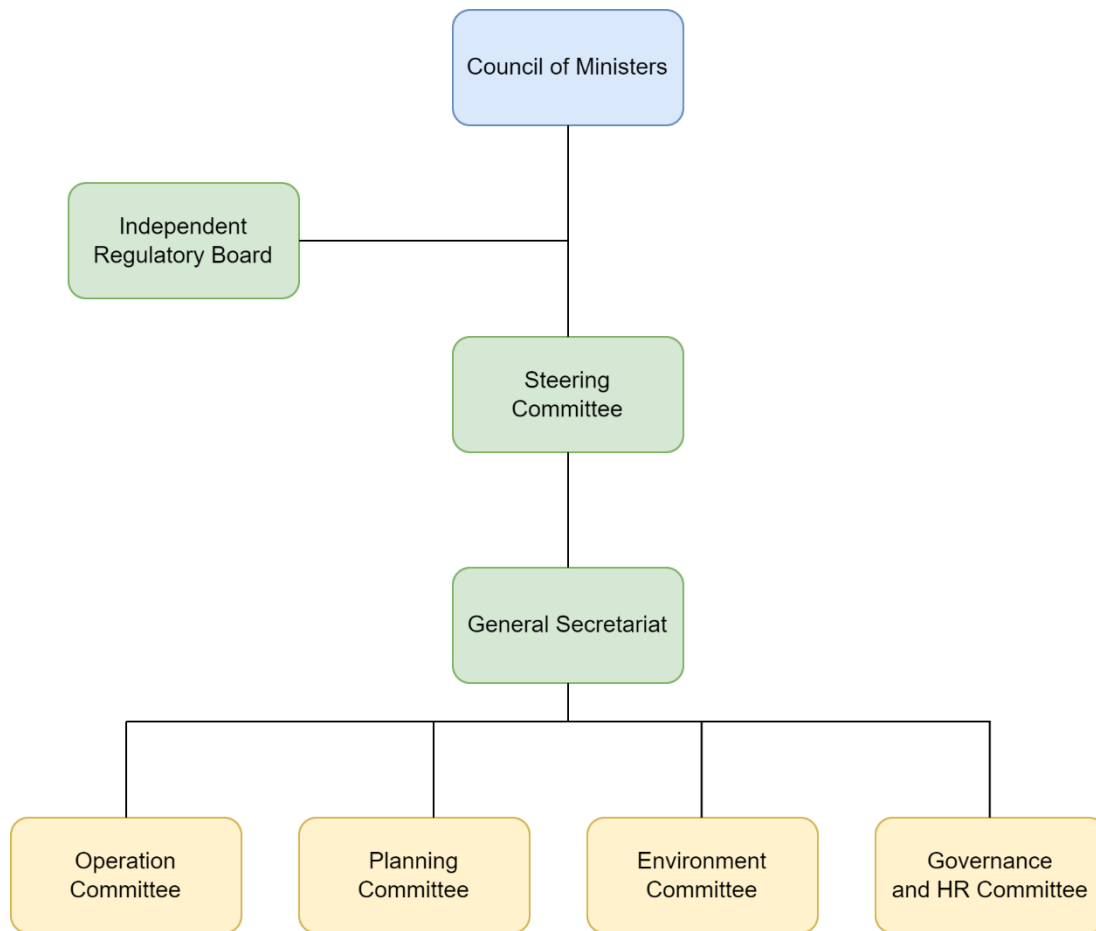 Council of Ministers
Independent
Regulatory Board
Steering
Committee
General Secretariat
Operation
Committee
Planning
Committee
Environment
Committee
Governance
and HR Committee